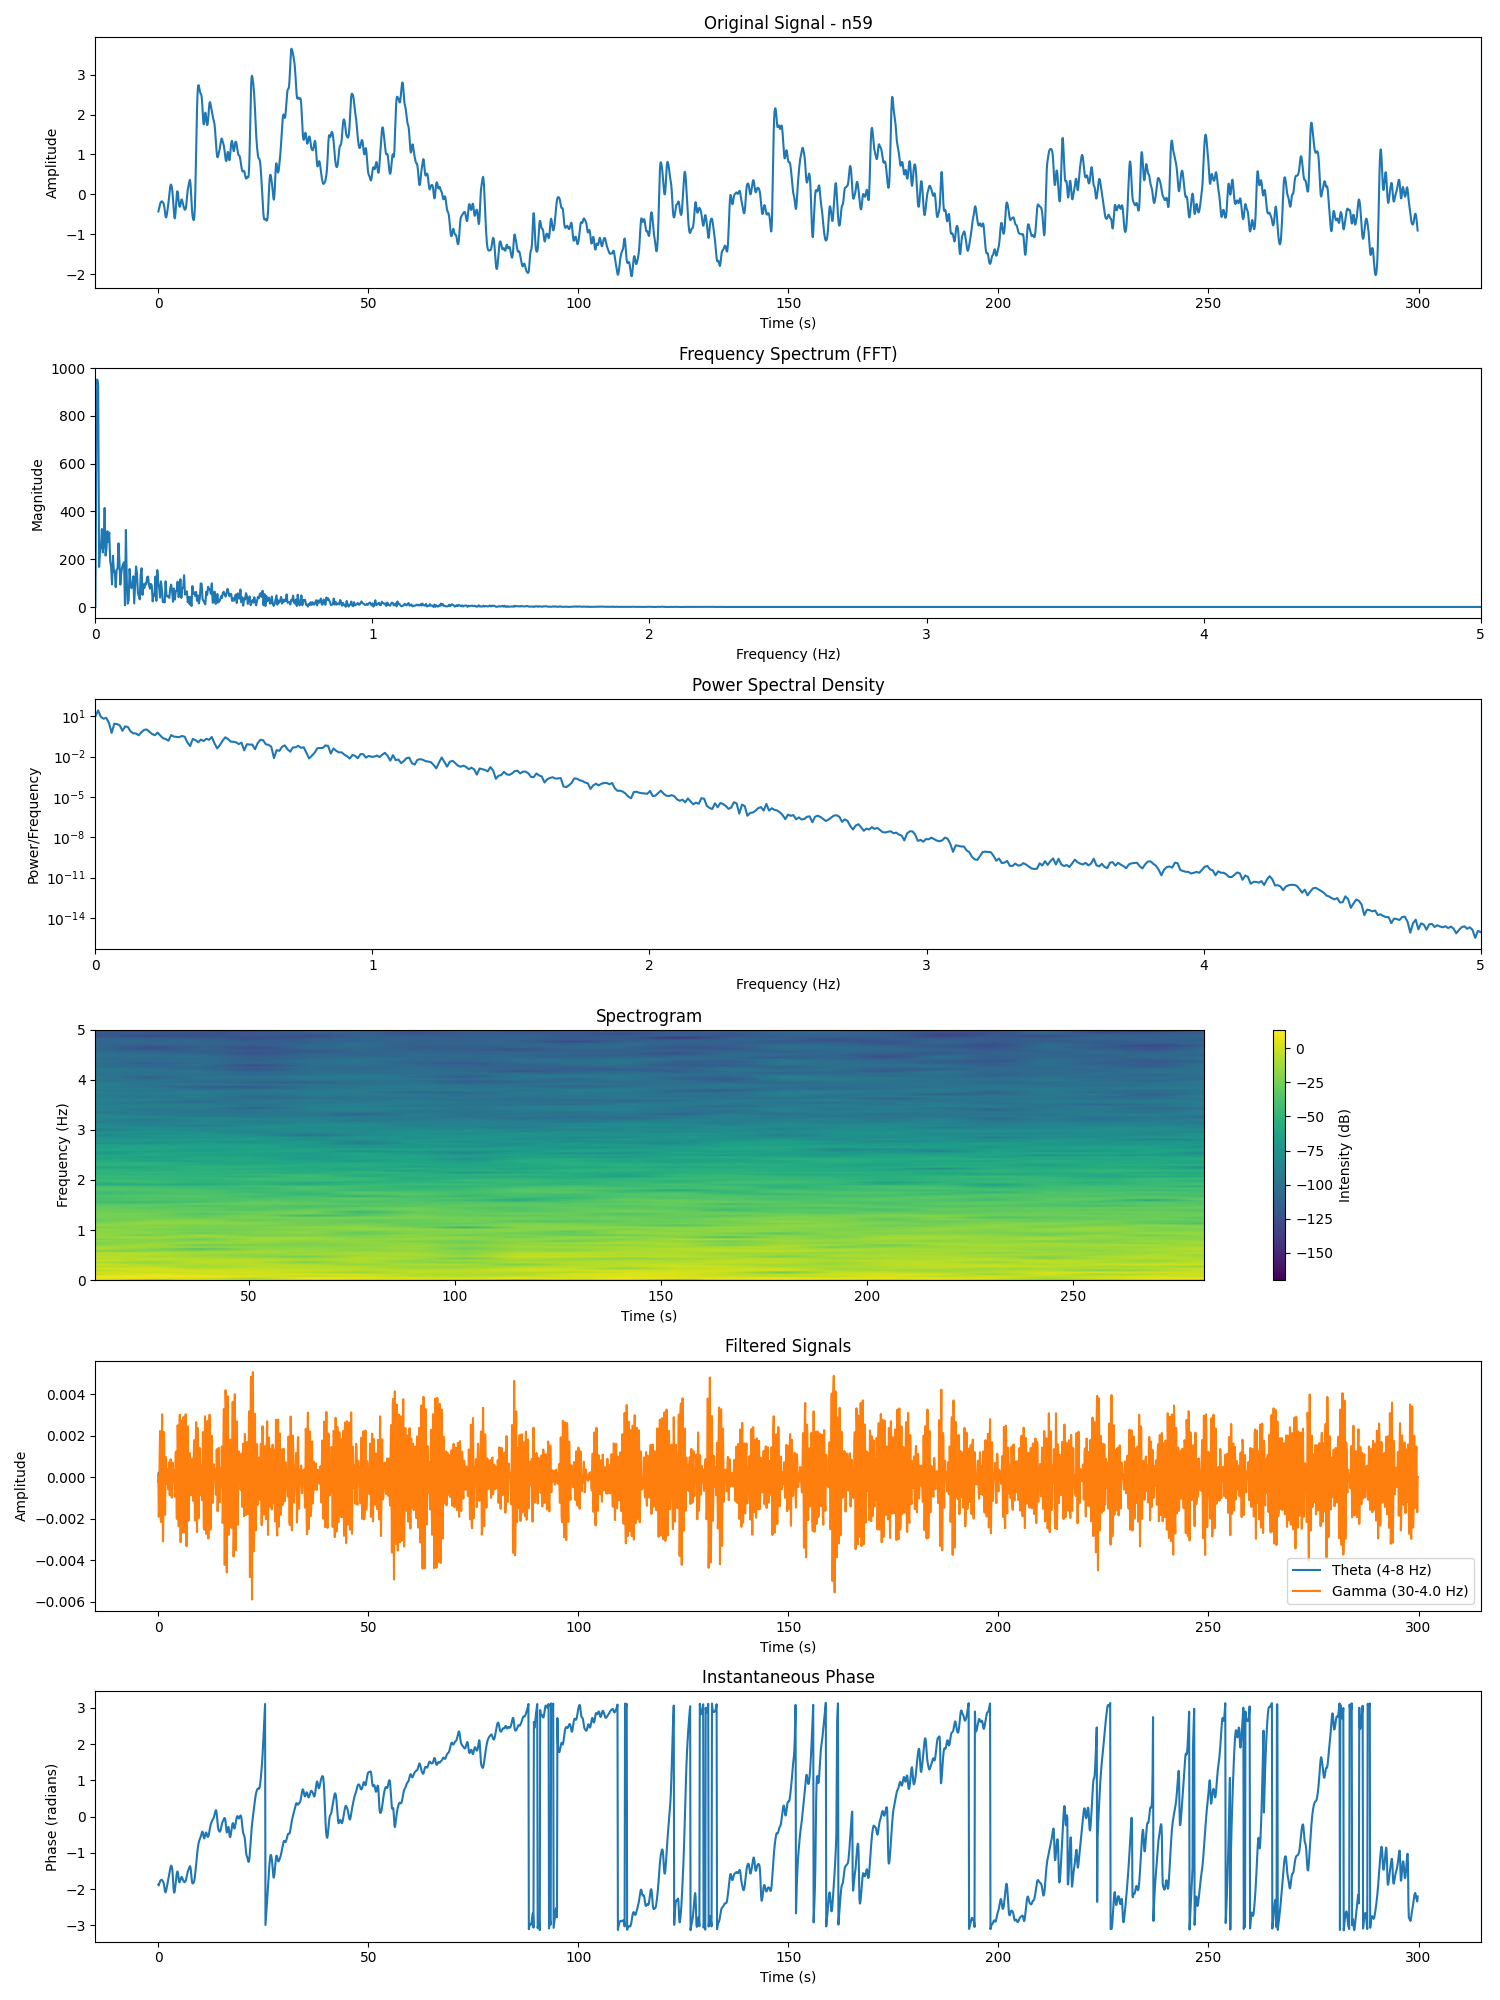 Original Signal - n59
3
2
1
0
−1
−2
Amplitude
0 50 100 150 200 250 300
Time (s)
Frequency Spectrum (FFT)
1000
800
600
400
200
0
Magnitude
0 1 2 3 4 5
Frequency (Hz)
Power Spectral Density
10^1
10^−2
10^−5
10^−8
10^−11
10^−14
Power/Frequency
0 1 2 3 4 5
Frequency (Hz)
Spectrogram
5
4
3
2
1
0
Frequency (Hz)
50 100 150 200 250
Time (s)
0
−25
−50
−75
−100
−125
−150
Intensity (dB)
Filtered Signals
0.004
0.002
0.000
−0.002
−0.004
−0.006
Amplitude
Theta (4-8 Hz)
Gamma (30-4.0 Hz)
0 50 100 150 200 250 300
Time (s)
Instantaneous Phase
3
2
1
0
−1
−2
−3
Phase (radians)
0 50 100 150 200 250 300
Time (s)